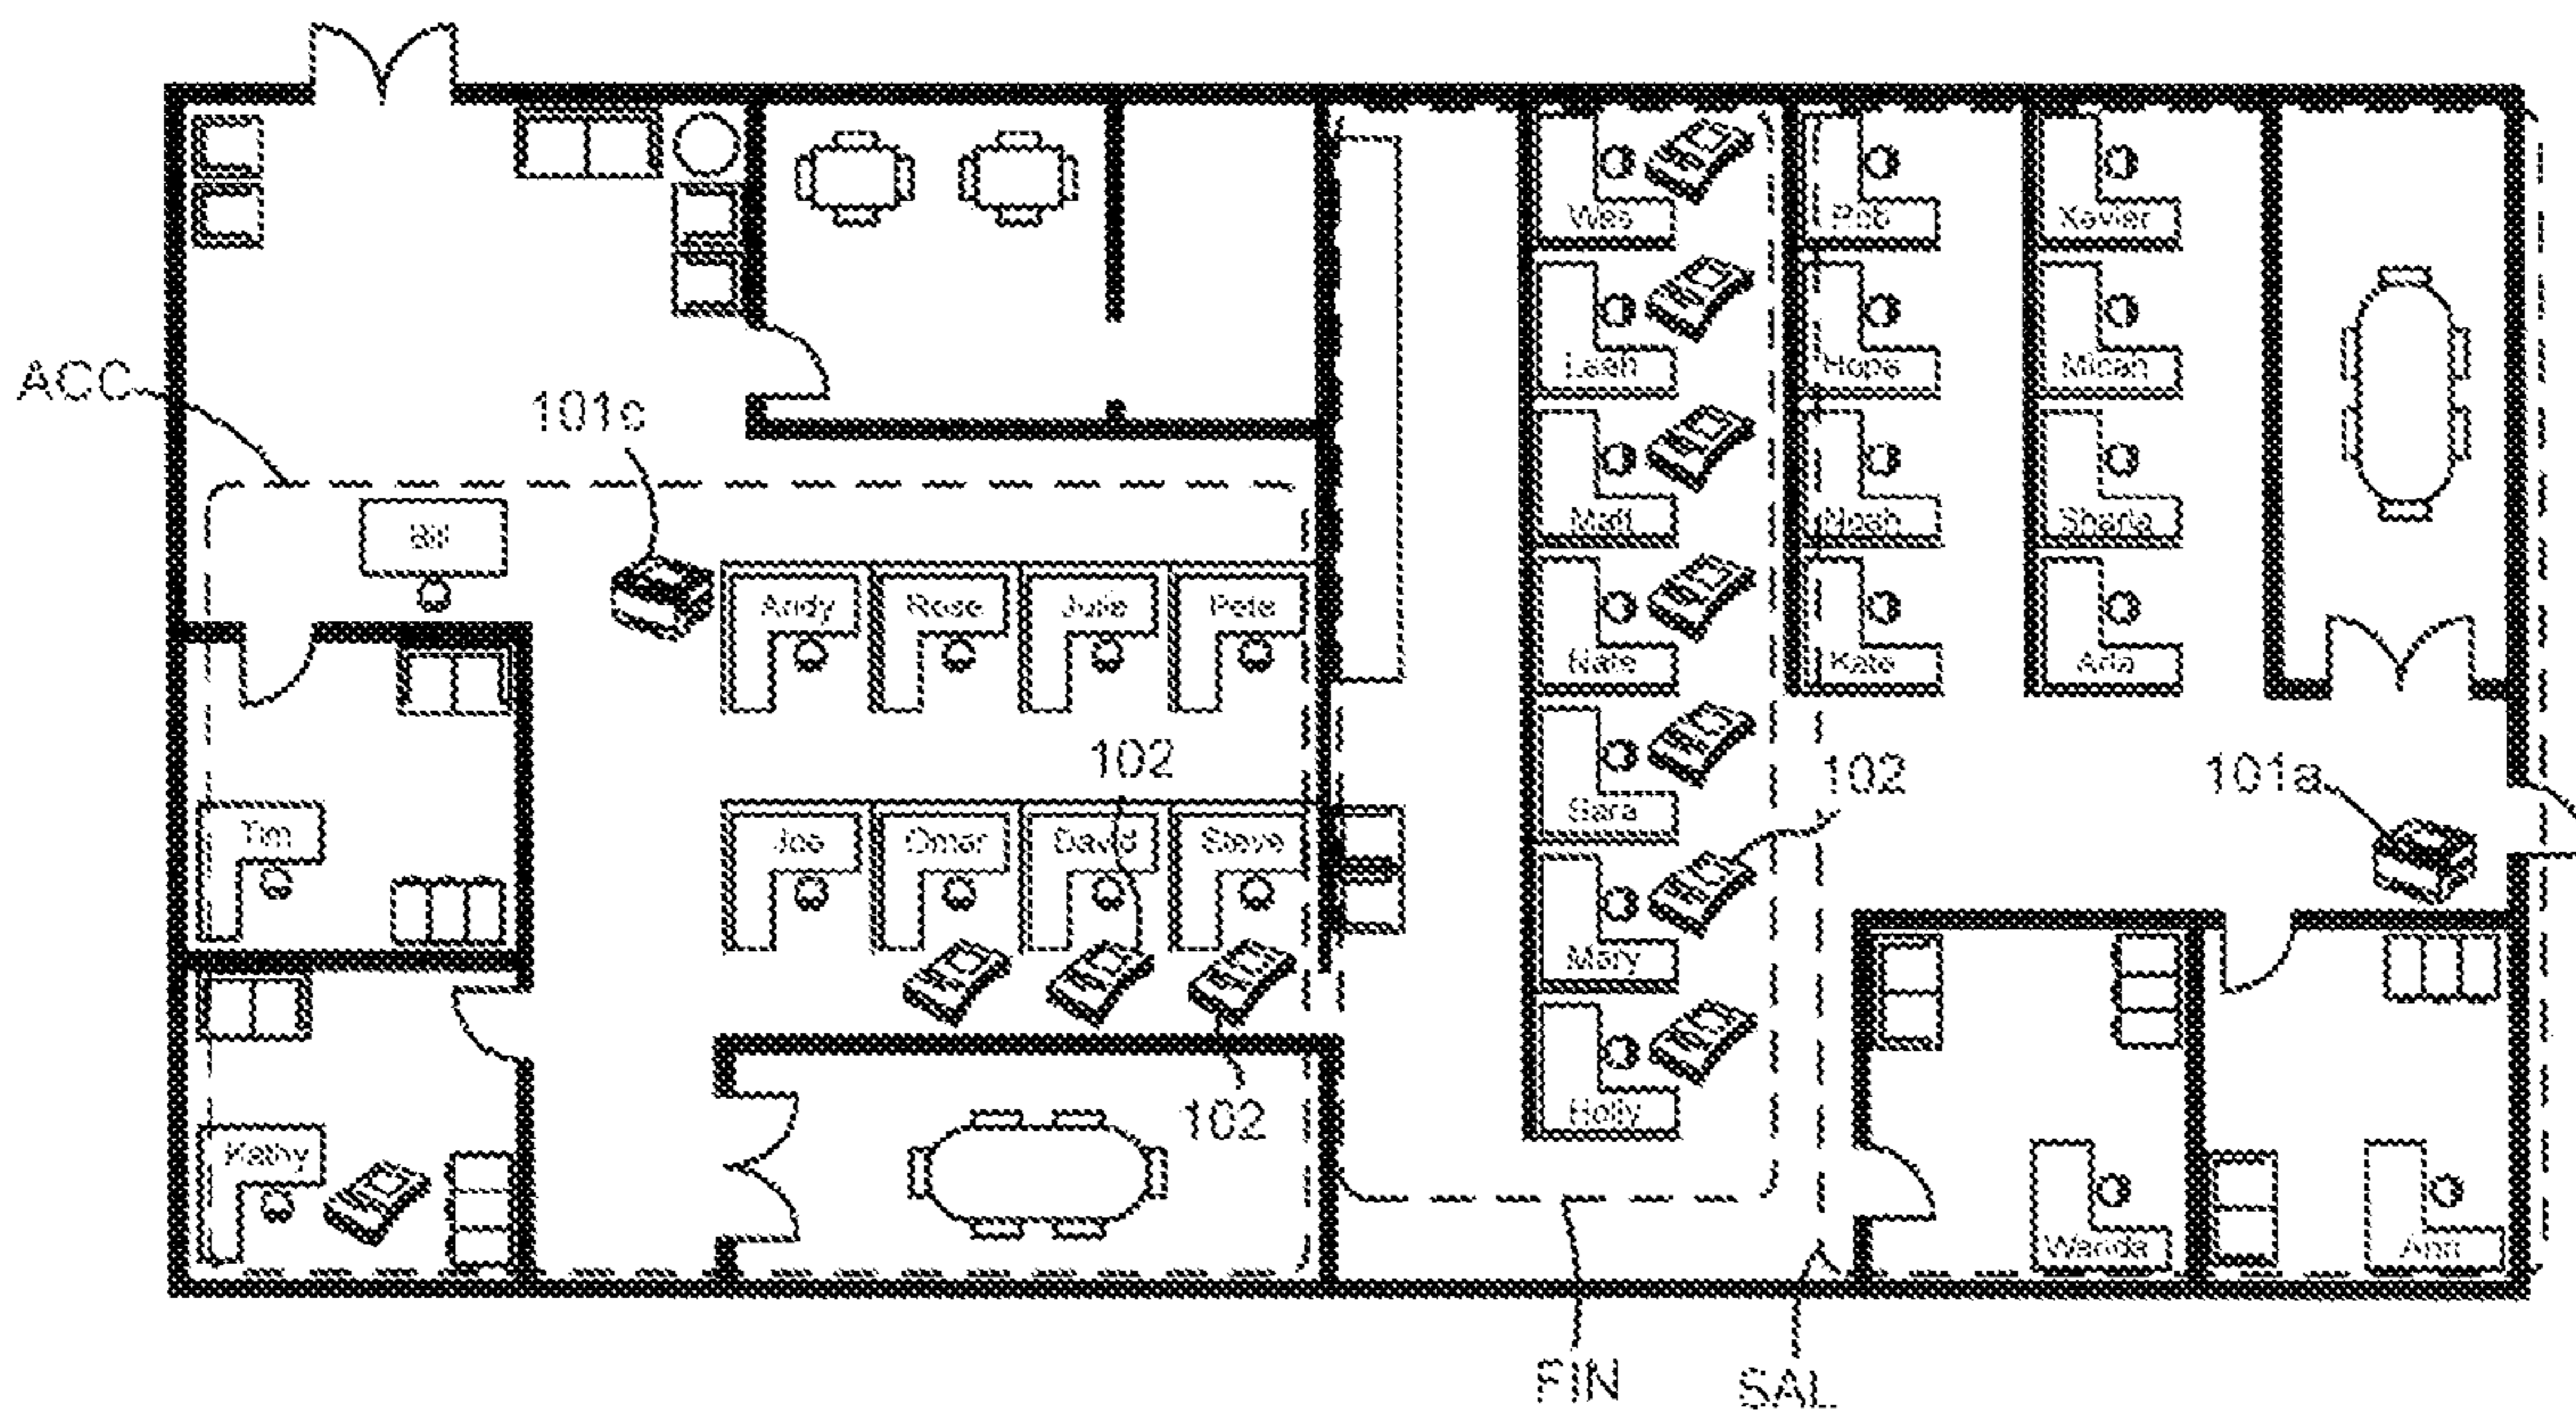 ACC
101c
Bill
Andy Rose Julie Pete
102
Tim
Joe Omar David Steve
Kathy
102
Wes
Leah
Matt
Nate
Sara
Mary
Holly
102
Rob
Hope
Noah
Kate
Xavier
Micah
Ada
101a
Wanda
Ann
FIN
SAL